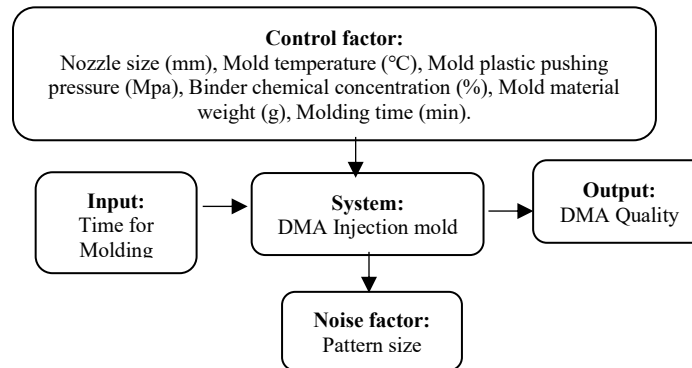 Control factor:
Nozzle size (mm), Mold temperature (℃), Mold plastic pushing
pressure (Mpa), Binder chemical concentration (%), Mold material
weight (g), Molding time (min).
Input:
Time for
Molding
System:
DMA Injection mold
Output:
DMA Quality
Noise factor:
Pattern size